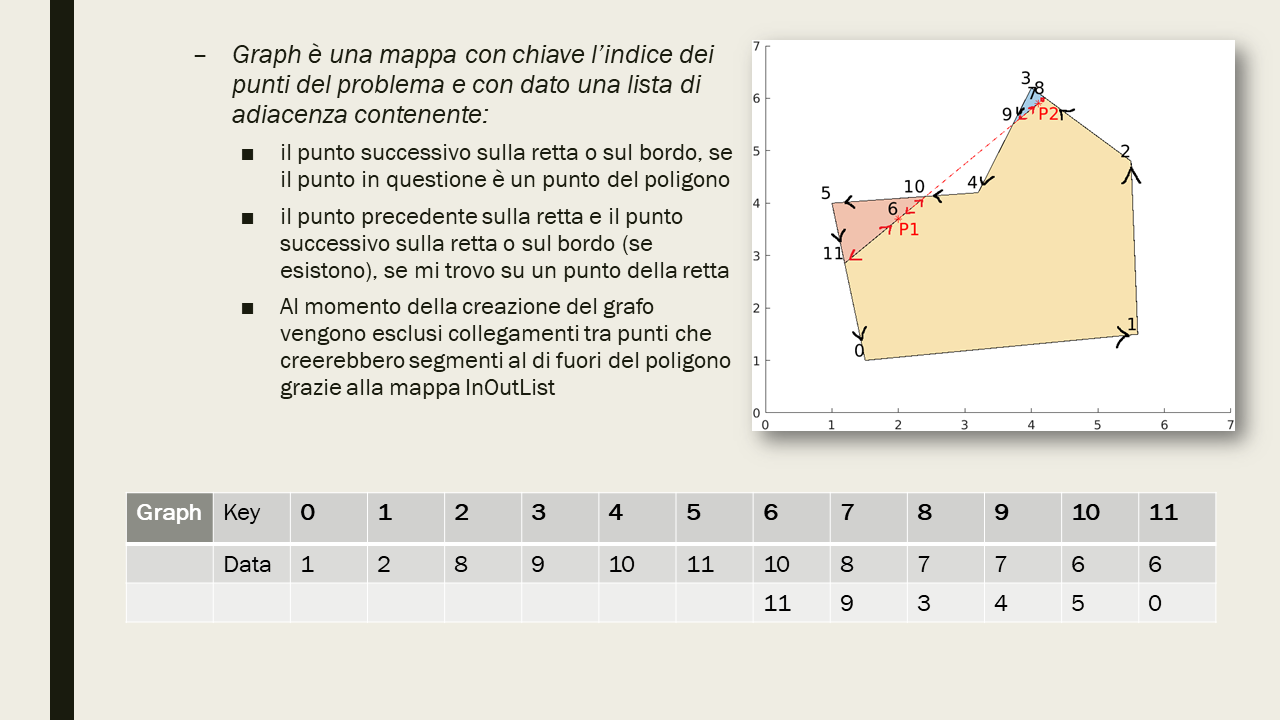 – Graph è una mappa con chiave l’indice dei
punti del problema e con dato una lista di
adiacenza contenente:
■ il punto successivo sulla retta o sul bordo, se
il punto in questione è un punto del poligono
■ il punto precedente sulla retta e il punto
successivo sulla retta o sul bordo (se
esistono), se mi trovo su un punto della retta
■ Al momento della creazione del grafo
vengono esclusi collegamenti tra punti che
creerebbero segmenti al di fuori del poligono
grazie alla mappa InOutList
7
3
8
6
7
9
P2
5
2
5
10
4
4
6
P1
3
11
2
1
1
0
0
0 1 2 3 4 5 6 7
Graph Key 0 1 2 3 4 5 6 7 8 9 10 11
Data 1 2 8 9 10 11 10 8 7 7 6 6
11 9 3 4 5 0